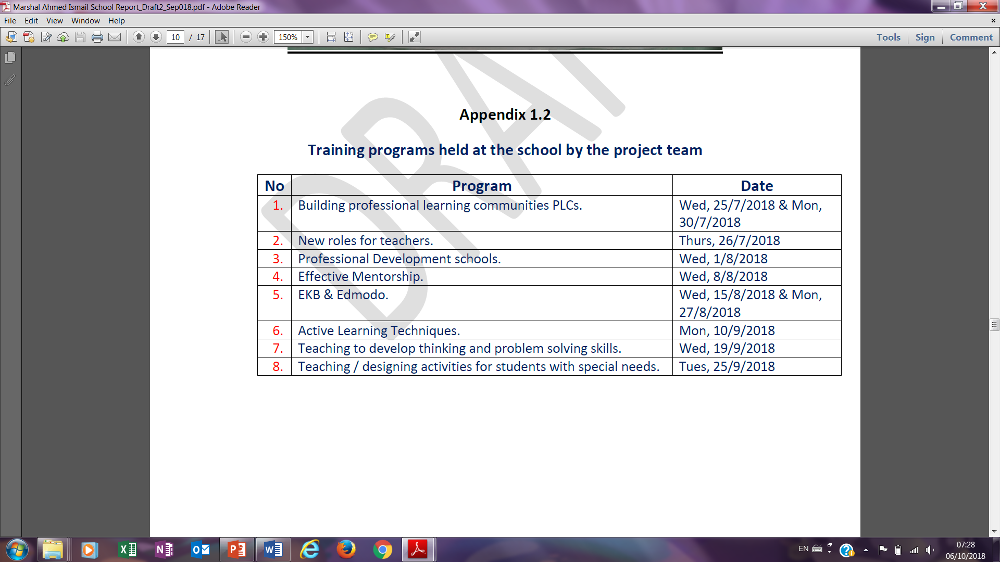 Marshal Ahmed Ismail School Report_Draft2_Sep018.pdf - Adobe Reader
File Edit View Window Help
10 / 17 150% Tools Sign Comment
DRA
Appendix 1.2
Training programs held at the school by the project team
No Program Date
1. Building professional learning communities PLCs. Wed, 25/7/2018 & Mon,
30/7/2018
2. New roles for teachers. Thurs, 26/7/2018
3. Professional Development schools. Wed, 1/8/2018
4. Effective Mentorship. Wed, 8/8/2018
5. EKB & Edmodo. Wed, 15/8/2018 & Mon,
27/8/2018
6. Active Learning Techniques. Mon, 10/9/2018
7. Teaching to develop thinking and problem solving skills. Wed, 19/9/2018
8. Teaching / designing activities for students with special needs. Tues, 25/9/2018
EN 07:28
06/10/2018